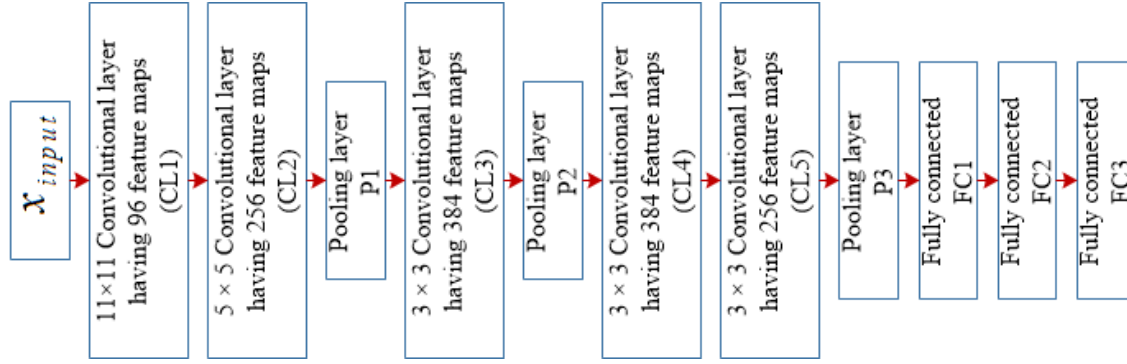 x input
11×11 Convolutional layer
having 96 feature maps
(CL1)
5 × 5 Convolutional layer
having 256 feature maps
(CL2)
Pooling layer
P1
3 × 3 Convolutional layer
having 384 feature maps
(CL3)
Pooling layer
P2
3 × 3 Convolutional layer
having 384 feature maps
(CL4)
3 × 3 Convolutional layer
having 256 feature maps
(CL5)
Pooling layer
P3
Fully connected
FC1
Fully connected
FC2
Fully connected
FC3